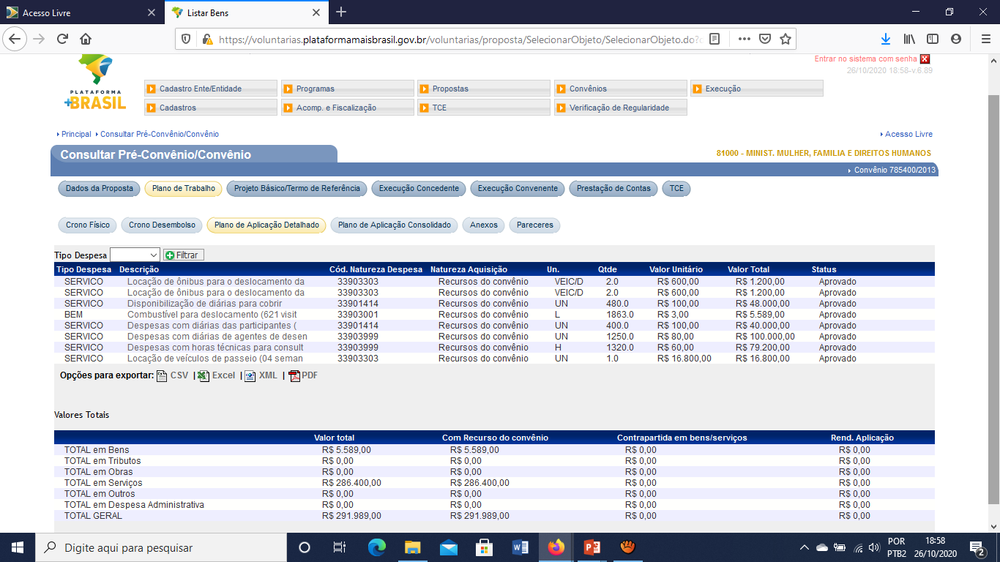 Acesso Livre
Listar Bens
https://voluntarias.plataformamaisbrasil.gov.br/voluntarias/proposta/SelecionarObjeto/SelecionarObjeto.do?
Entrar no sistema com senha
26/10/2020 18:58-v.6.89
PLATAFORMA
+BRASIL
Cadastro Ente/Entidade Programas Propostas Convênios Execução
Cadastros Acomp. e Fiscalização TCE Verificação de Regularidade
Principal Consultar Pré-Convênio/Convênio Acesso Livre
Consultar Pré-Convênio/Convênio
81000 - MINIST. MULHER, FAMILIA E DIREITOS HUMANOS
Convênio 785400/2013
Dados da Proposta Plano de Trabalho Projeto Básico/Termo de Referência Execução Concedente Execução Convenente Prestação de Contas TCE
Crono Físico Crono Desembolso Plano de Aplicação Detalhado Plano de Aplicação Consolidado Anexos Pareceres
Tipo Despesa Filtrar
Tipo Despesa Descrição Cód. Natureza Despesa Natureza Aquisição Un. Qtde Valor Unitário Valor Total Status
SERVICO Locação de ônibus para o deslocamento da 33903303 Recursos do convênio VEIC/D 2.0 R$ 600,00 R$ 1.200,00 Aprovado
SERVICO Locação de ônibus para o deslocamento da 33903303 Recursos do convênio VEIC/D 2.0 R$ 600,00 R$ 1.200,00 Aprovado
SERVICO Disponibilização de diárias para cobrir 33901414 Recursos do convênio UN 480.0 R$ 100,00 R$ 48.000,00 Aprovado
BEM Combustível para deslocamento (621 visit 33903001 Recursos do convênio L 1863.0 R$ 3,00 R$ 5.589,00 Aprovado
SERVICO Despesas com diárias das participantes ( 33901414 Recursos do convênio UN 400.0 R$ 100,00 R$ 40.000,00 Aprovado
SERVICO Despesas com diárias de agentes de desen 33903999 Recursos do convênio UN 1250.0 R$ 80,00 R$ 100.000,00 Aprovado
SERVICO Despesas com horas técnicas para consult 33903999 Recursos do convênio H 1320.0 R$ 60,00 R$ 79.200,00 Aprovado
SERVICO Locação de veículos de passeio (04 seman 33903303 Recursos do convênio UN 1.0 R$ 16.800,00 R$ 16.800,00 Aprovado
Opções para exportar: CSV | Excel | XML | PDF
Valores Totais
Valor total Com Recurso do convênio Contrapartida em bens/serviços Rend. Aplicação
TOTAL em Bens R$ 5.589,00 R$ 5.589,00 R$ 0,00 R$ 0,00
TOTAL em Tributos R$ 0,00 R$ 0,00 R$ 0,00 R$ 0,00
TOTAL em Obras R$ 0,00 R$ 0,00 R$ 0,00 R$ 0,00
TOTAL em Serviços R$ 286.400,00 R$ 286.400,00 R$ 0,00 R$ 0,00
TOTAL em Outros R$ 0,00 R$ 0,00 R$ 0,00 R$ 0,00
TOTAL em Despesa Administrativa R$ 0,00 R$ 0,00 R$ 0,00 R$ 0,00
TOTAL GERAL R$ 291.989,00 R$ 291.989,00 R$ 0,00 R$ 0,00
Digite aqui para pesquisar
POR 18:58
PTB2 26/10/2020
2